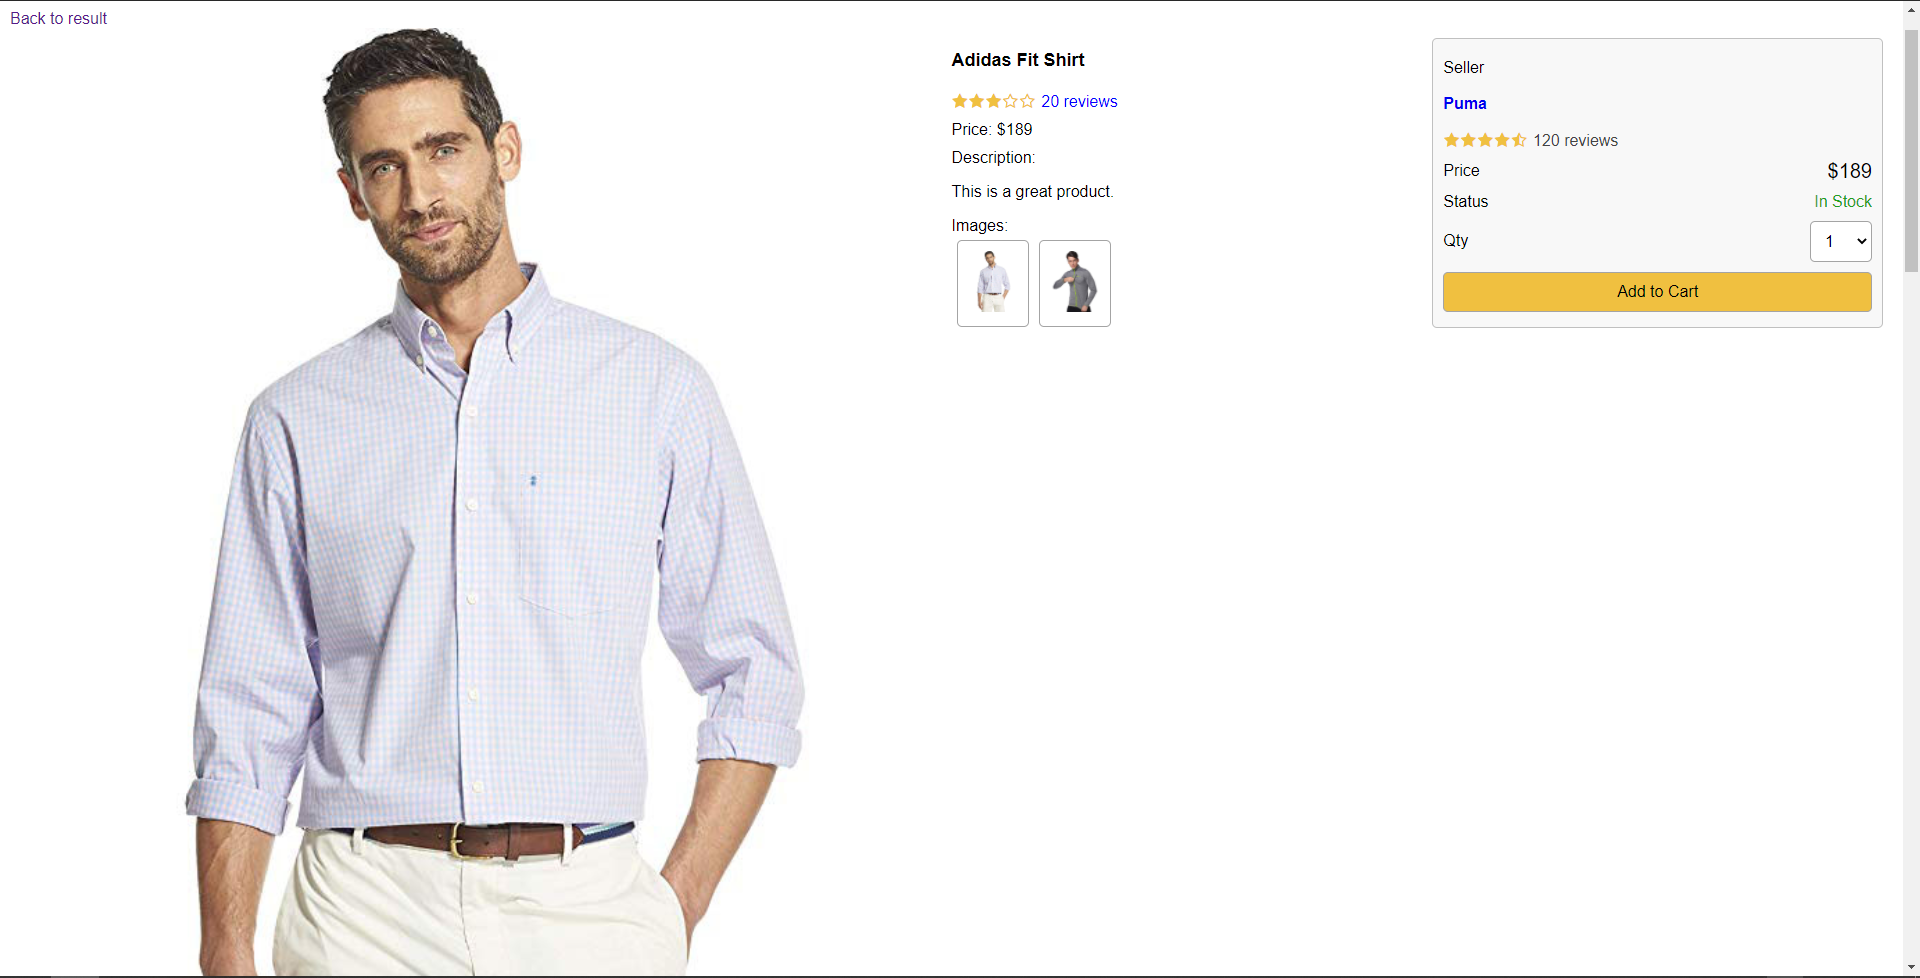 Back to result
Adidas Fit Shirt
20 reviews
Price: $189
Description:
This is a great product.
Images:
Seller
Puma
120 reviews
Price $189
Status In Stock
Qty 1
Add to Cart